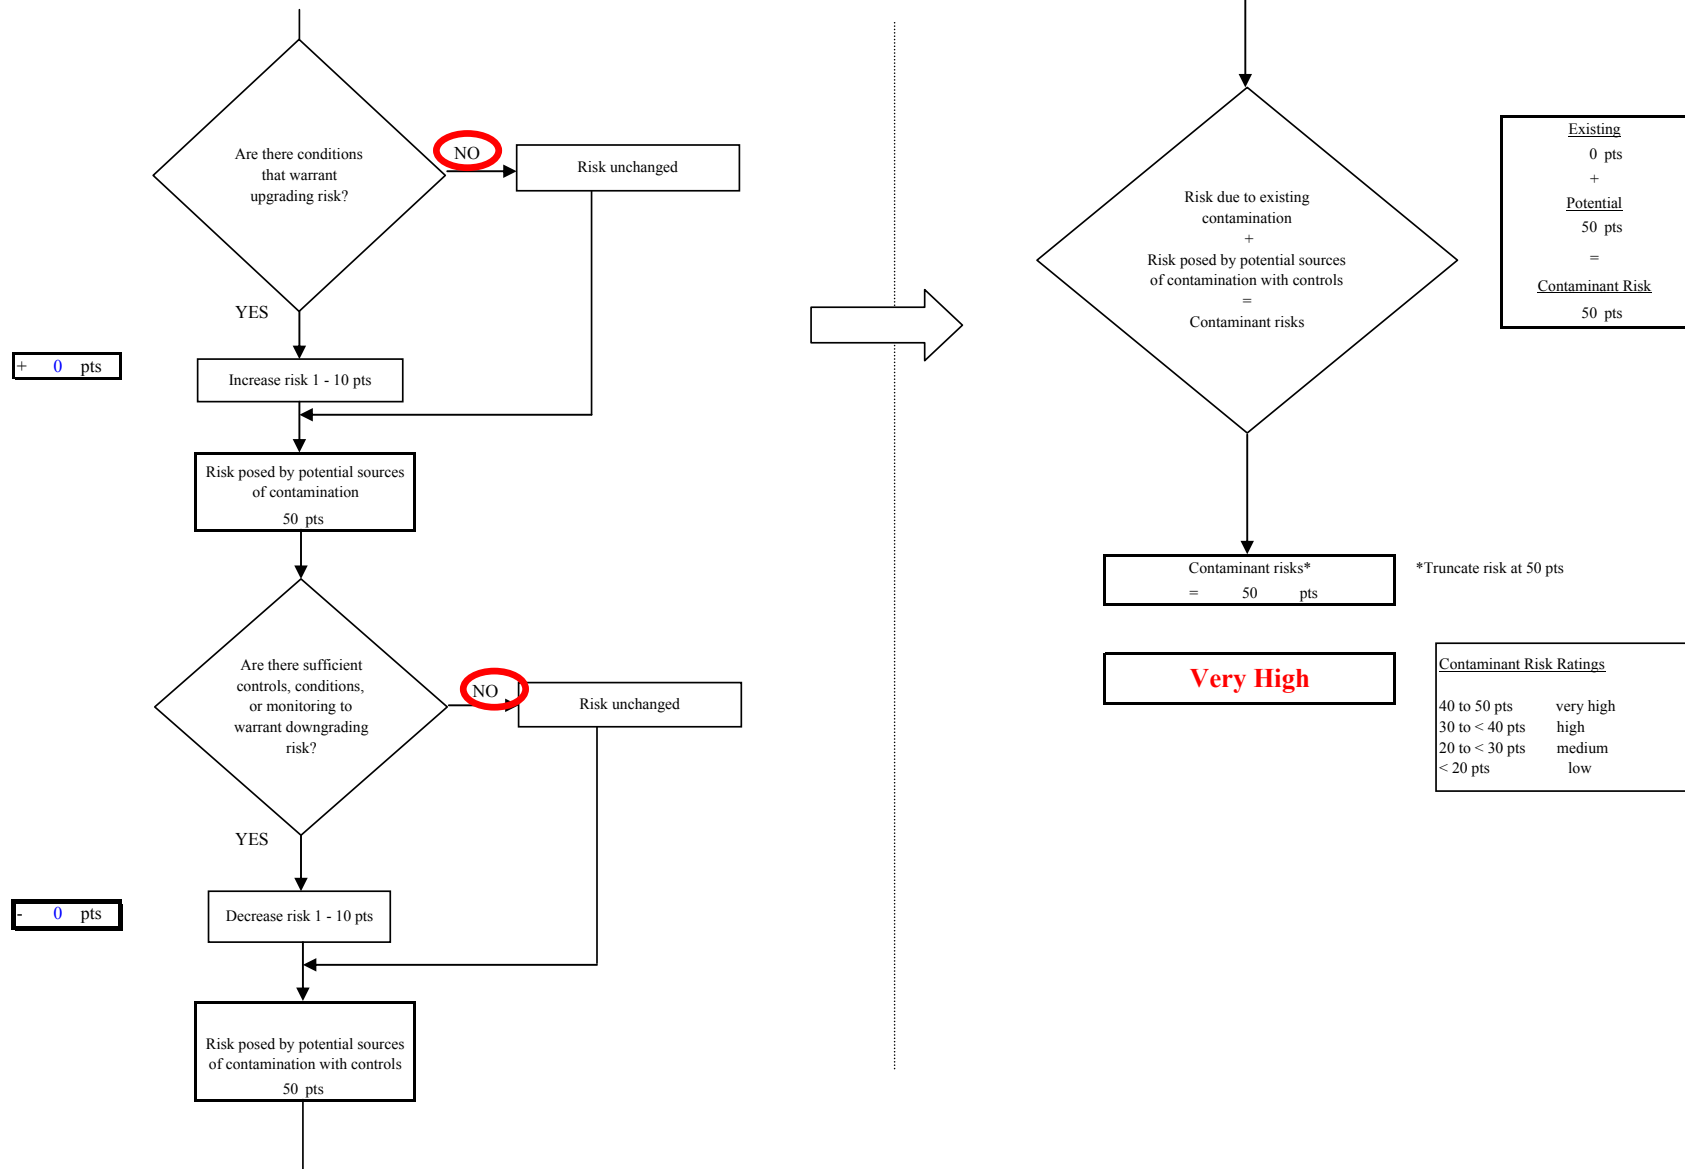 Are there conditions
that warrant
upgrading risk?
NO
Risk unchanged
YES
+ 0 pts
Increase risk 1 - 10 pts
Risk posed by potential sources
of contamination
50 pts
Are there sufficient
controls, conditions,
or monitoring to
warrant downgrading
risk?
NO
Risk unchanged
YES
- 0 pts
Decrease risk 1 - 10 pts
Risk posed by potential sources
of contamination with controls
50 pts
Risk due to existing
contamination
+
Risk posed by potential sources
of contamination with controls
=
Contaminant risks
Existing
0 pts
+
Potential
50 pts
=
Contaminant Risk
50 pts
Contaminant risks*
= 50 pts
*Truncate risk at 50 pts
Very High
Contaminant Risk Ratings
40 to 50 pts very high
30 to < 40 pts high
20 to < 30 pts medium
< 20 pts low